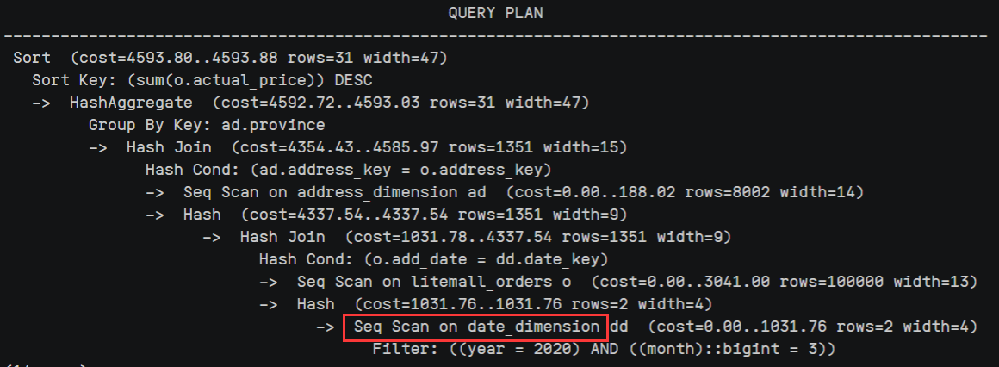 QUERY PLAN
----------------------------------------------------------------------------------------------------------
Sort (cost=4593.80..4593.88 rows=31 width=47)
Sort Key: (sum(o.actual_price)) DESC
-> HashAggregate (cost=4592.72..4593.03 rows=31 width=47)
Group By Key: ad.province
-> Hash Join (cost=4354.43..4585.97 rows=1351 width=15)
Hash Cond: (ad.address_key = o.address_key)
-> Seq Scan on address_dimension ad (cost=0.00..188.02 rows=8002 width=14)
-> Hash (cost=4337.54..4337.54 rows=1351 width=9)
-> Hash Join (cost=1031.78..4337.54 rows=1351 width=9)
Hash Cond: (o.add_date = dd.date_key)
-> Seq Scan on litemall_orders o (cost=0.00..3041.00 rows=100000 width=13)
-> Hash (cost=1031.76..1031.76 rows=2 width=4)
-> Seq Scan on date_dimension dd (cost=0.00..1031.76 rows=2 width=4)
Filter: ((year = 2020) AND ((month)::bigint = 3))